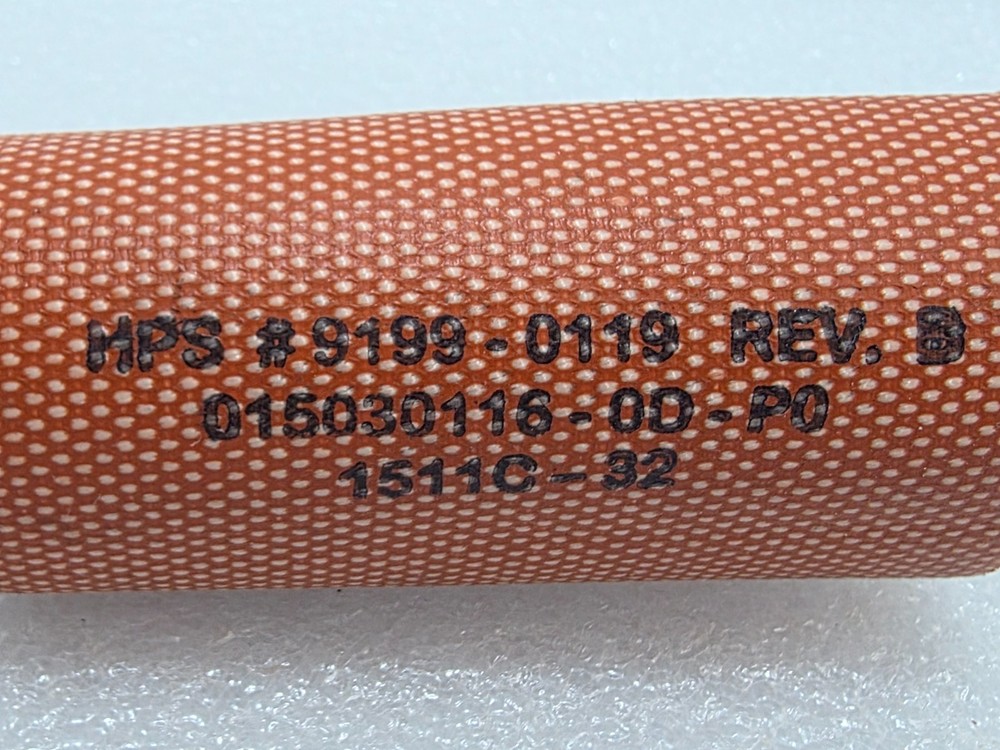 HPS # 9199 - 0119 REV. B
015030116 - 0D - P0
1511C - 32